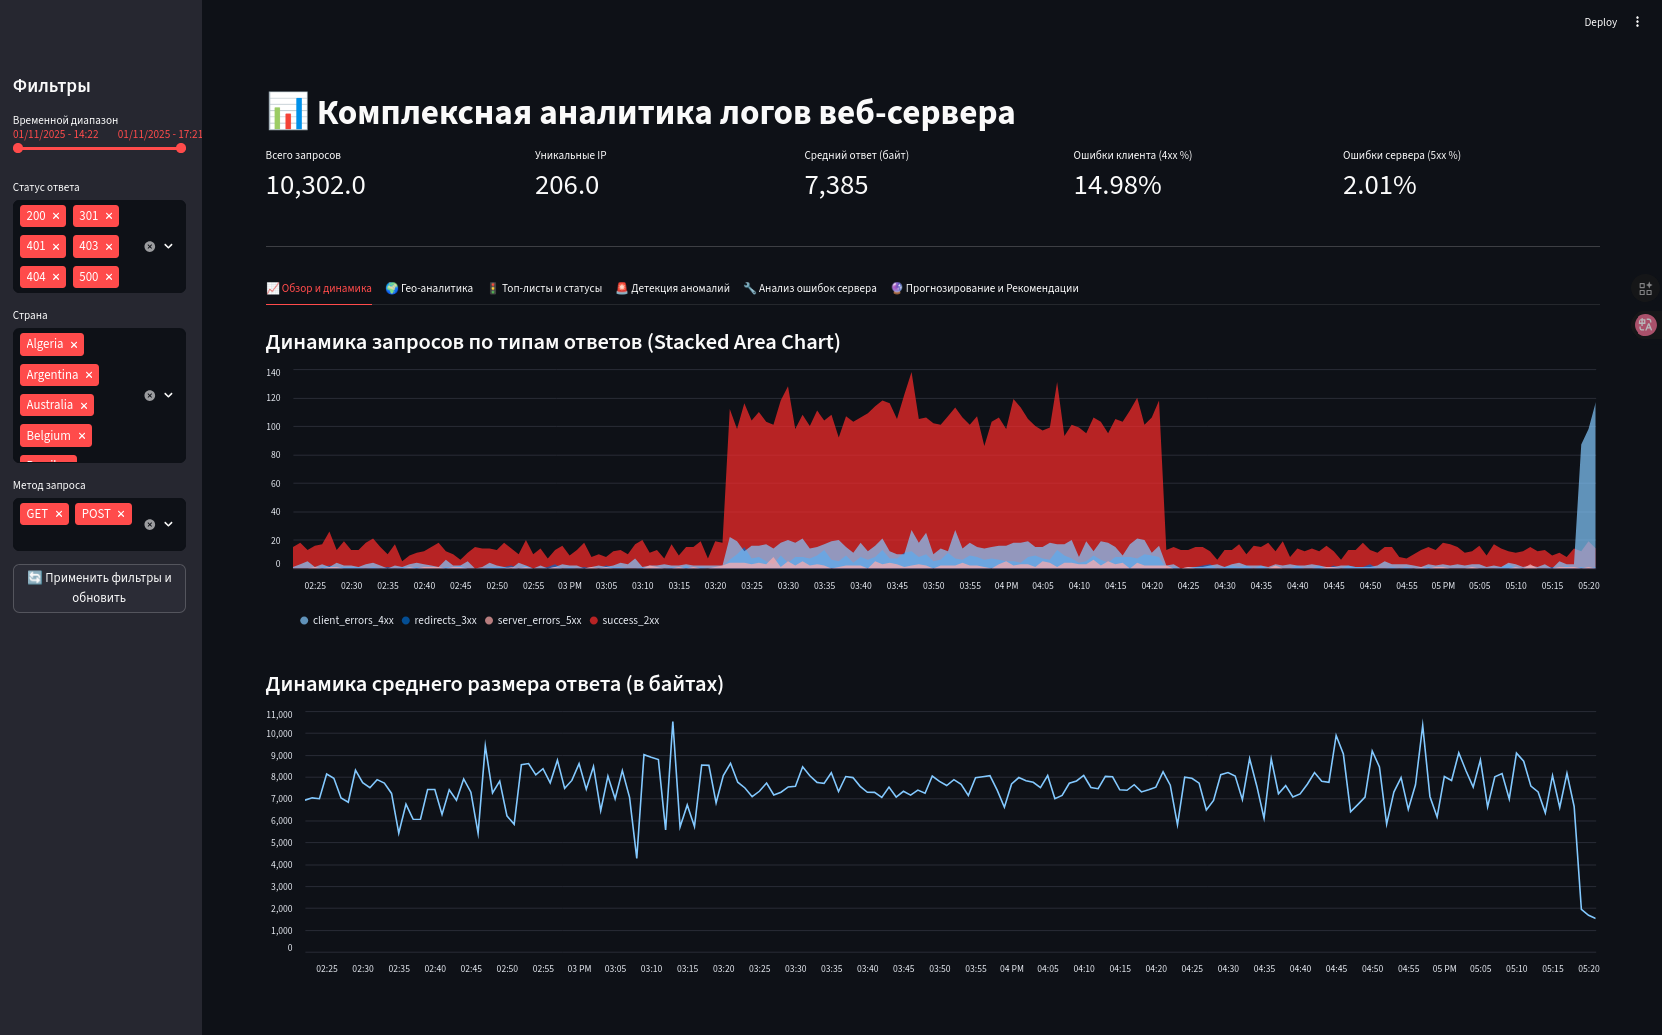 Deploy
Фильтры
Временной диапазон
01/11/2025 - 14:22 01/11/2025 - 17:21
Статус ответа
200 × 301 ×
401 × 403 ×
404 × 500 ×
Страна
Algeria ×
Argentina ×
Australia ×
Belgium ×
Метод запроса
GET × POST ×
Применить фильтры и
обновить
Комплексная аналитика логов веб-сервера
Всего запросов Уникальные IP Средний ответ (байт) Ошибки клиента (4xx %) Ошибки сервера (5xx %)
10,302.0 206.0 7,385 14.98% 2.01%
Обзор и динамика Гео-аналитика Топ-листы и статусы Детекция аномалий Анализ ошибок сервера Прогнозирование и Рекомендации
Динамика запросов по типам ответов (Stacked Area Chart)
140
120
100
80
60
40
20
0
02:25 02:30 02:35 02:40 02:45 02:50 02:55 03 PM 03:05 03:10 03:15 03:20 03:25 03:30 03:35 03:40 03:45 03:50 03:55 04 PM 04:05 04:10 04:15 04:20 04:25 04:30 04:35 04:40 04:45 04:50 04:55 05 PM 05:05 05:10 05:15 05:20
client_errors_4xx redirects_3xx server_errors_5xx success_2xx
Динамика среднего размера ответа (в байтах)
11,000
10,000
9,000
8,000
7,000
6,000
5,000
4,000
3,000
2,000
1,000
0
02:25 02:30 02:35 02:40 02:45 02:50 02:55 03 PM 03:05 03:10 03:15 03:20 03:25 03:30 03:35 03:40 03:45 03:50 03:55 04 PM 04:05 04:10 04:15 04:20 04:25 04:30 04:35 04:40 04:45 04:50 04:55 05 PM 05:05 05:10 05:15 05:20